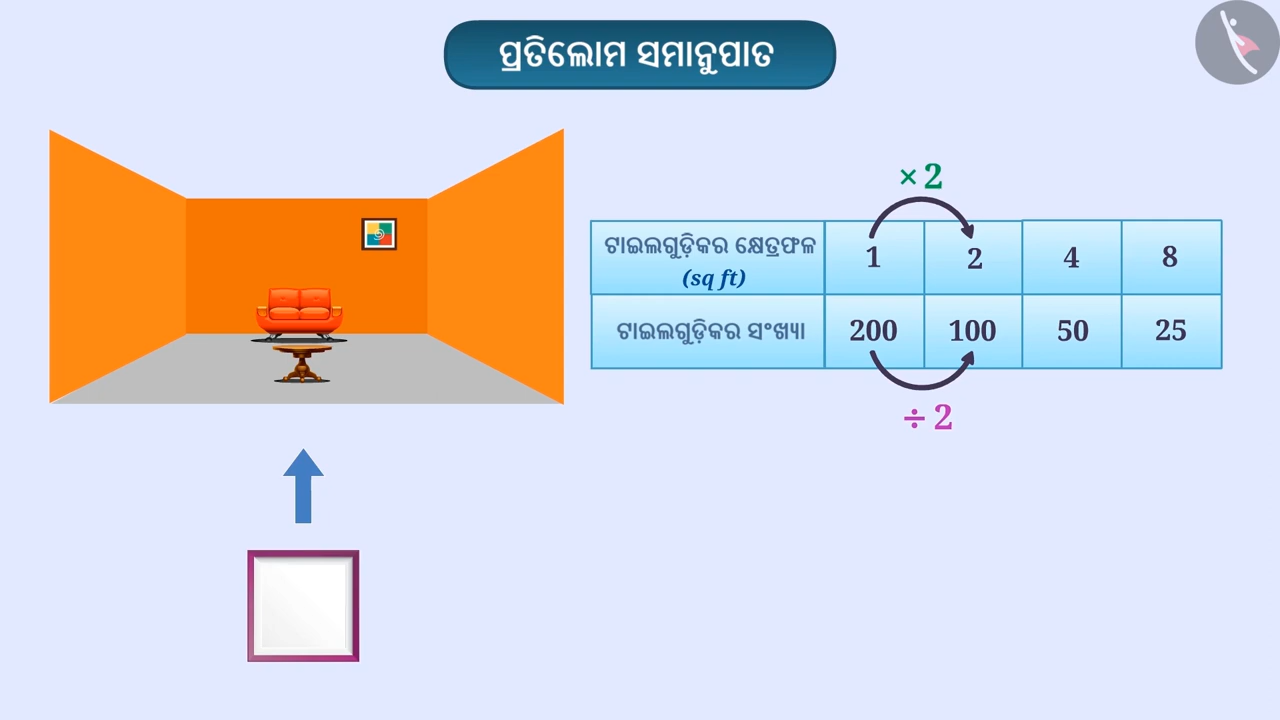 ପ୍ରତିଲୋମ ସମାନୁପାତ
× 2
ଟାଇଲଗୁଡ଼ିକର କ୍ଷେତ୍ରଫଳ 1 2 4 8
(sq ft)
ଟାଇଲଗୁଡ଼ିକର ସଂଖ୍ୟା 200 100 50 25
÷ 2